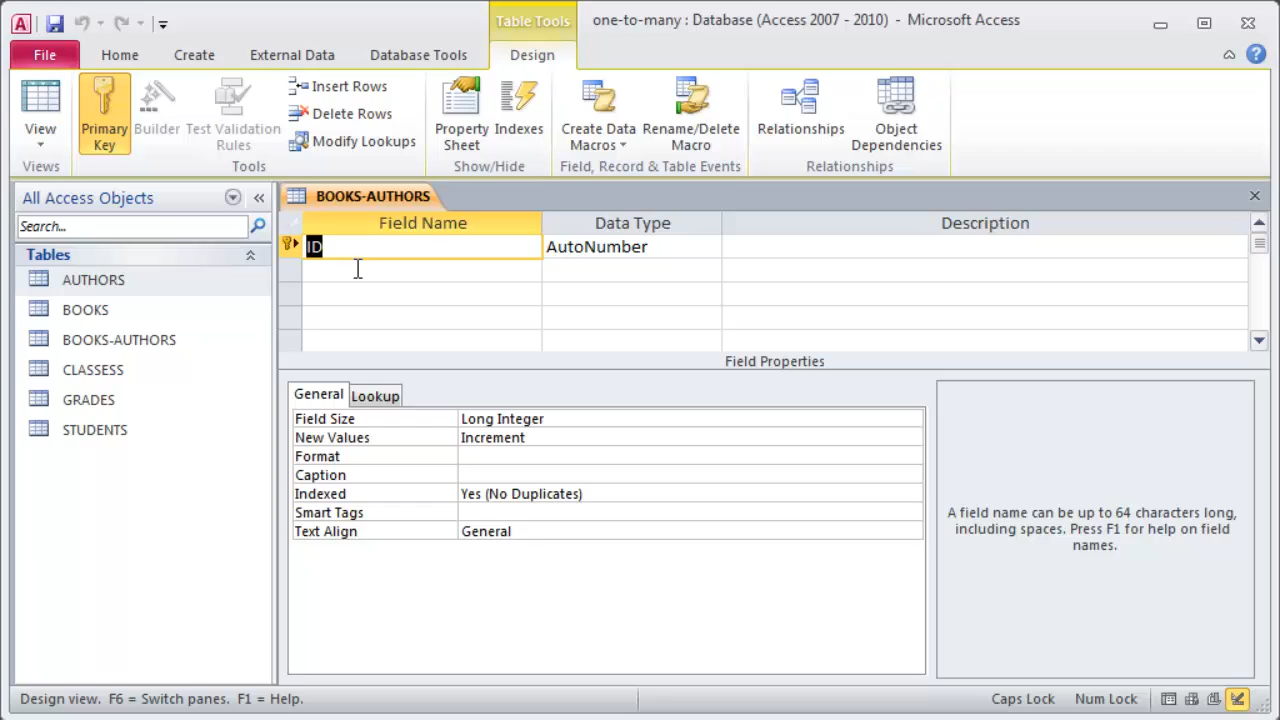 A
Table Tools
one-to-many : Database (Access 2007 - 2010) - Microsoft Access
File
Home
Create
External Data
Database Tools
Design
View
Primary Key
Builder
Test Validation Rules
Insert Rows
Delete Rows
Modify Lookups
Property Sheet
Indexes
Create Data Macros
Rename/Delete Macro
Relationships
Object Dependencies
Views
Tools
Show/Hide
Field, Record & Table Events
Relationships
All Access Objects
Search...
Tables
AUTHORS
BOOKS
BOOKS-AUTHORS
CLASSESS
GRADES
STUDENTS
BOOKS-AUTHORS
Field Name
Data Type
Description
ID
AutoNumber
Field Properties
General
Lookup
Field Size
Long Integer
New Values
Increment
Format
Caption
Indexed
Yes (No Duplicates)
Smart Tags
Text Align
General
A field name can be up to 64 characters long,
including spaces. Press F1 for help on field
names.
Design view. F6 = Switch panes. F1 = Help.
Caps Lock
Num Lock